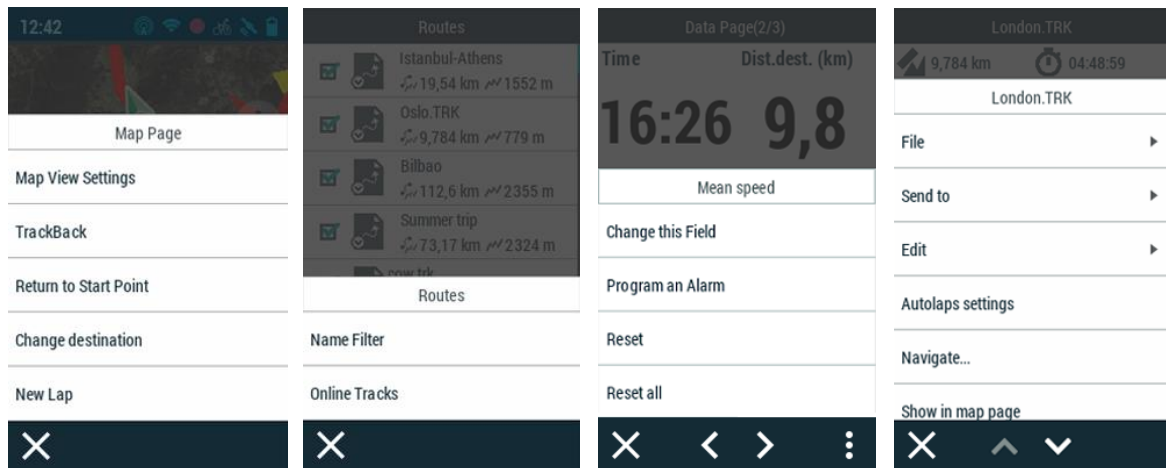 12:42
Map Page
Map View Settings
TrackBack
Return to Start Point
Change destination
New Lap
Routes
Istanbul-Athens
19,54 km 1552 m
Oslo.TRK
9,784 km 779 m
Bilbao
112,6 km 2355 m
Summer trip
73,17 km 2324 m
cow.trk
Routes
Name Filter
Online Tracks
Data Page(2/3)
Time Dist.dest. (km)
16:26 9,8
Mean speed
Change this Field
Program an Alarm
Reset
Reset all
London.TRK
9,784 km 04:48:59
London.TRK
File
Send to
Edit
Autolaps settings
Navigate...
Show in map page